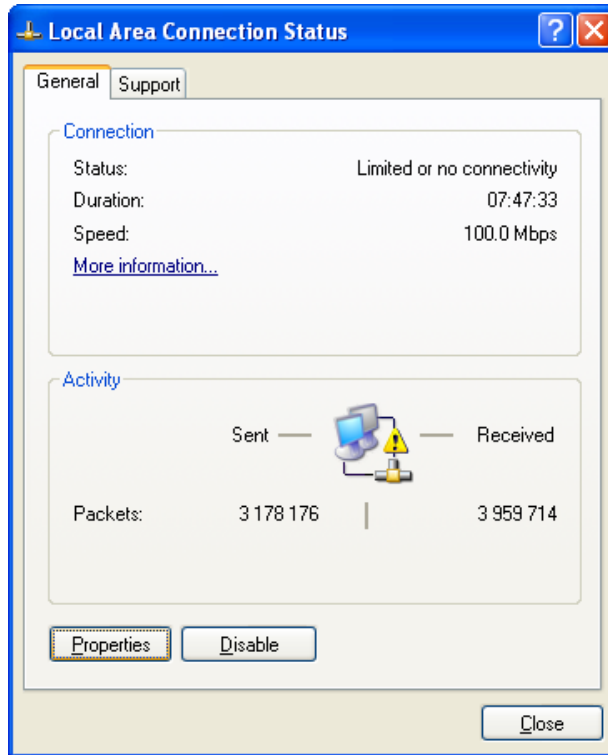 Local Area Connection Status
General Support
Connection
Status: Limited or no connectivity
Duration: 07:47:33
Speed: 100.0 Mbps
More information...
Activity
Sent Received
Packets: 3 178 176 3 959 714
Properties Disable
Close